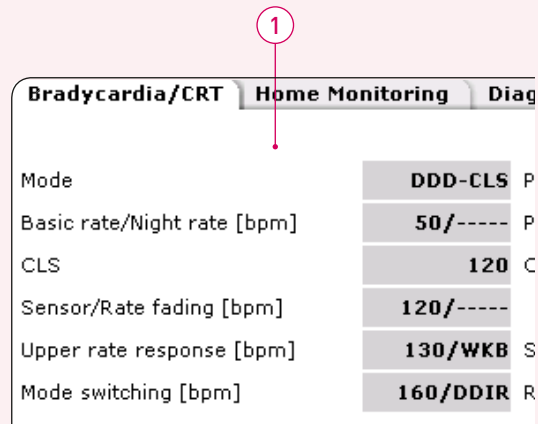 1
Bradycardia/CRT Home Monitoring Diag
Mode DDD-CLS P
Basic rate/Night rate [bpm] 50/----- P
CLS 120 C
Sensor/Rate fading [bpm] 120/-----
Upper rate response [bpm] 130/WKB S
Mode switching [bpm] 160/DDIR R